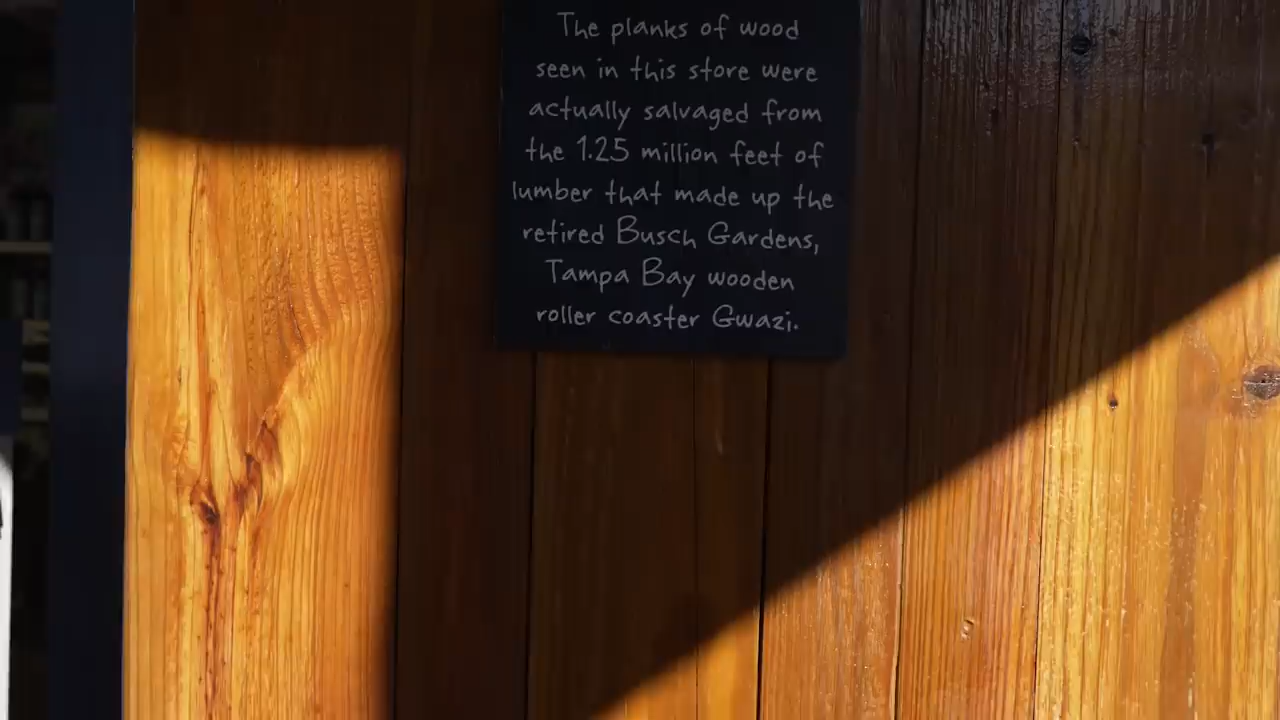 The planks of wood
seen in this store were
actually salvaged from
the 1.25 million feet of
lumber that made up the
retired Busch Gardens,
Tampa Bay wooden
roller coaster Gwazi.